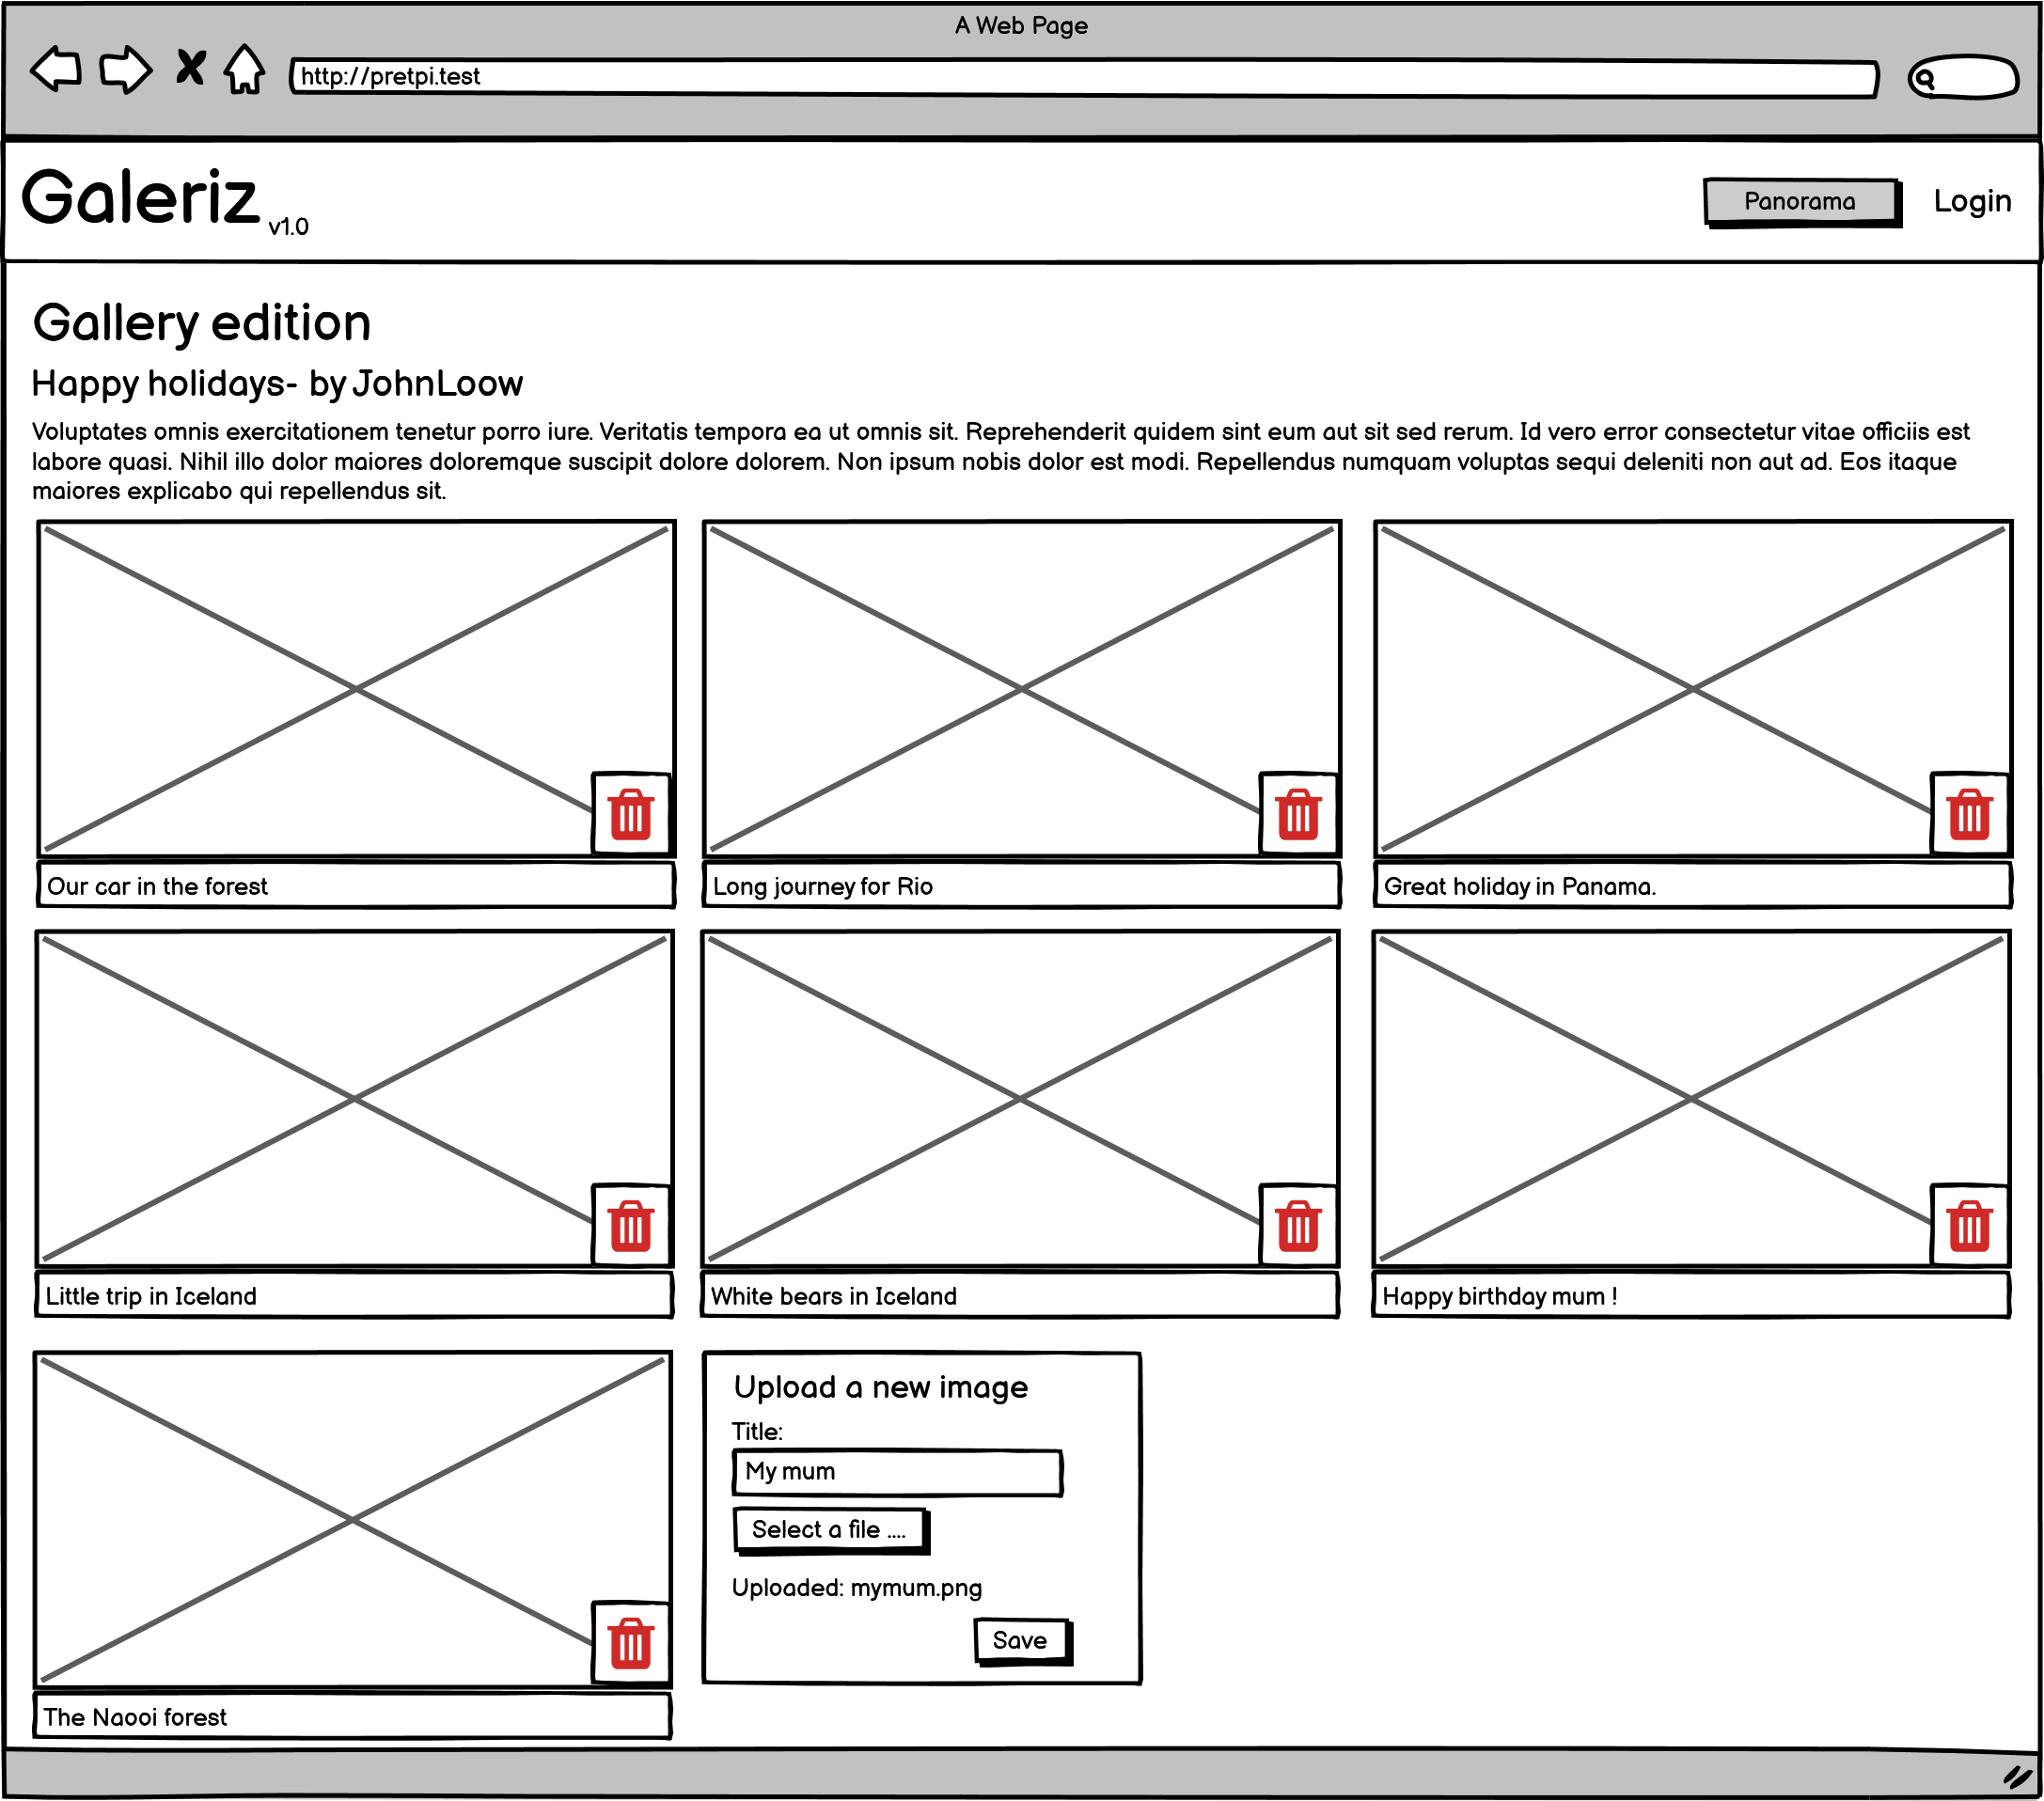 A Web Page
http://pretpi.test
Galeriz v1.0
Panorama
Login
Gallery edition
Happy holidays- by JohnLoow
Voluptates omnis exercitationem tenetur porro iure. Veritatis tempora ea ut omnis sit. Reprehenderit quidem sint eum aut sit sed rerum. Id vero error consectetur vitae officiis est
labore quasi. Nihil illo dolor maiores doloremque suscipit dolore dolorem. Non ipsum nobis dolor est modi. Repellendus numquam voluptas sequi deleniti non aut ad. Eos itaque
maiores explicabo qui repellendus sit.
Our car in the forest
Long journey for Rio
Great holiday in Panama.
Little trip in Iceland
White bears in Iceland
Happy birthday mum !
The Naooi forest
Upload a new image
Title:
My mum
Select a file ....
Uploaded: mymum.png
Save